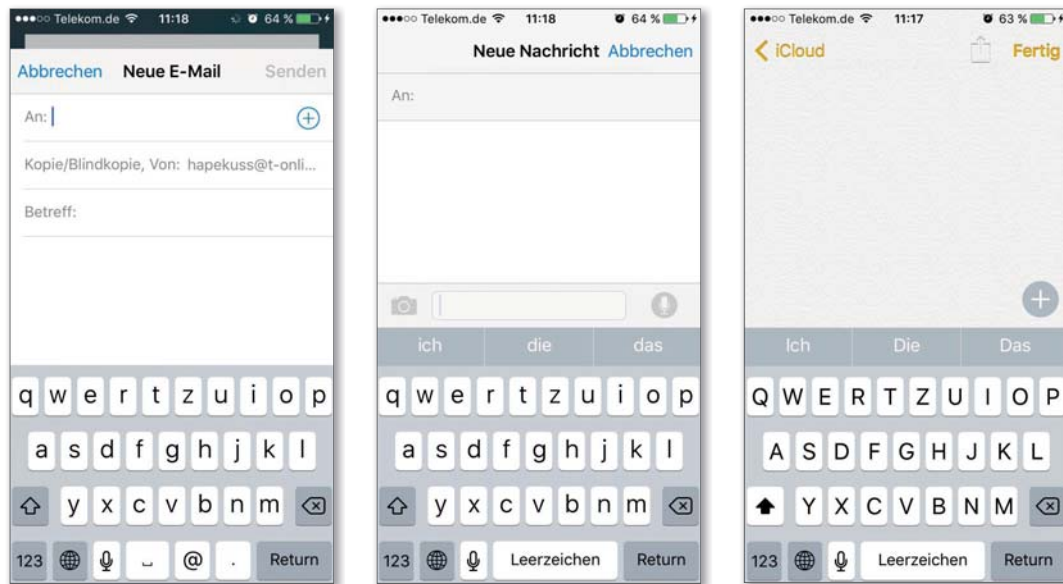 Telekom.de 11:18 64 %
Abbrechen Neue E-Mail Senden
An:
Kopie/Blindkopie, Von: hapekuss@t-onli...
Betreff:
q w e r t z u i o p
a s d f g h j k l
y x c v b n m
123 @ . Return
Telekom.de 11:18 64 %
Neue Nachricht Abbrechen
An:
ich die das
q w e r t z u i o p
a s d f g h j k l
y x c v b n m
123 Leerzeichen Return
Telekom.de 11:17 63 %
iCloud Fertig
Ich Die Das
Q W E R T Z U I O P
A S D F G H J K L
Y X C V B N M
123 Leerzeichen Return